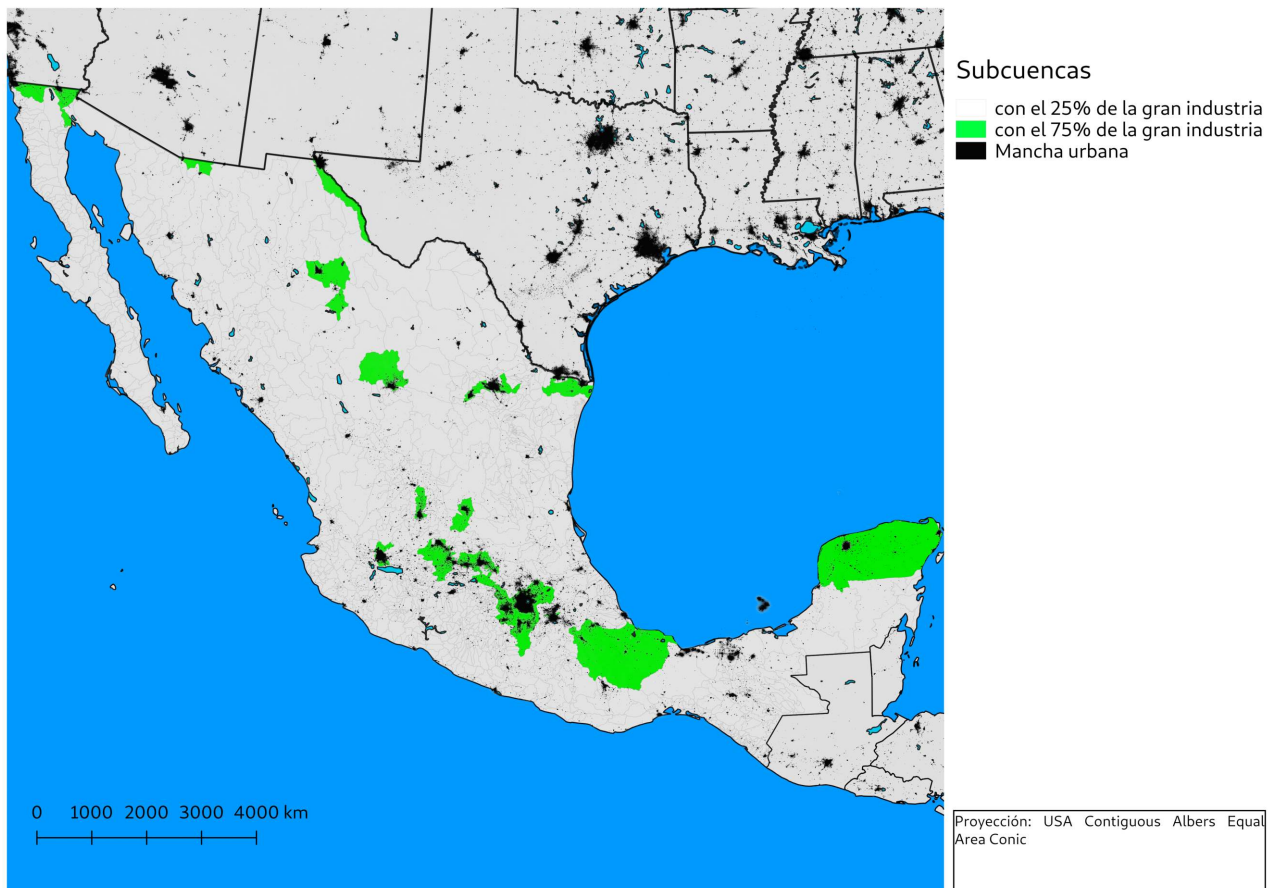 Subcuencas
con el 25% de la gran industria
con el 75% de la gran industria
Mancha urbana
0 1000 2000 3000 4000 km
Proyección: USA Contiguous Albers Equal
Area Conic